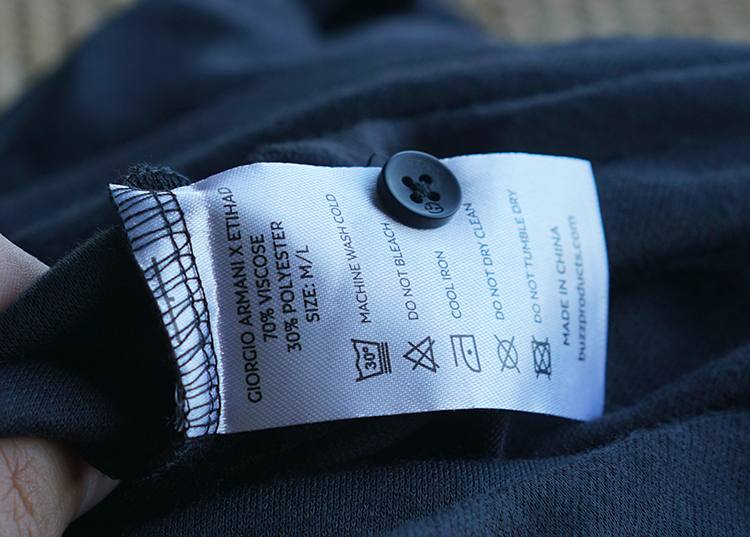 GIORGIO ARMANI X ETIHAD
70% VISCOSE
30% POLYESTER
SIZE: M/L
30°
MACHINE WASH COLD
DO NOT BLEACH
COOL IRON
DO NOT DRY CLEAN
DO NOT TUMBLE DRY
MADE IN CHINA
buzzproducts.com